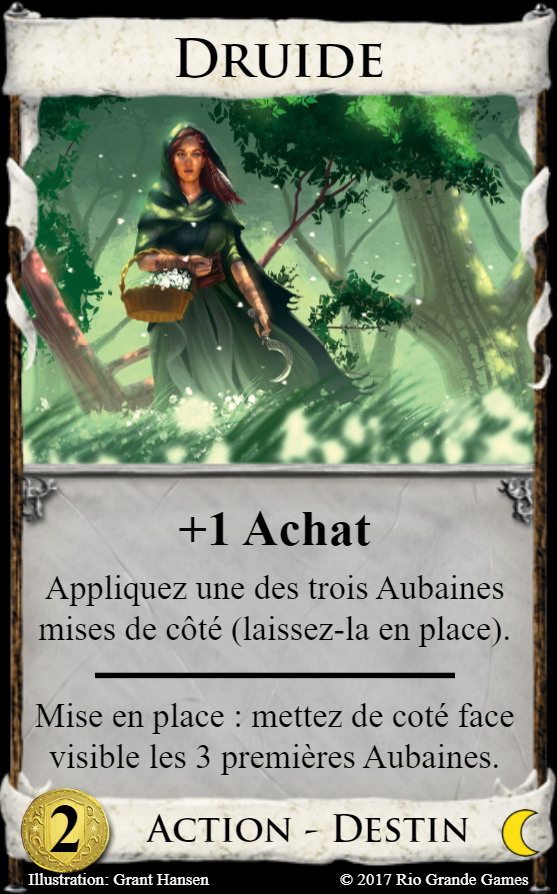 DRUIDE
+1 Achat
Appliquez une des trois Aubaines
mises de côté (laissez-la en place).
Mise en place : mettez de coté face
visible les 3 premières Aubaines.
2
ACTION - DESTIN
Illustration: Grant Hansen
© 2017 Rio Grande Games